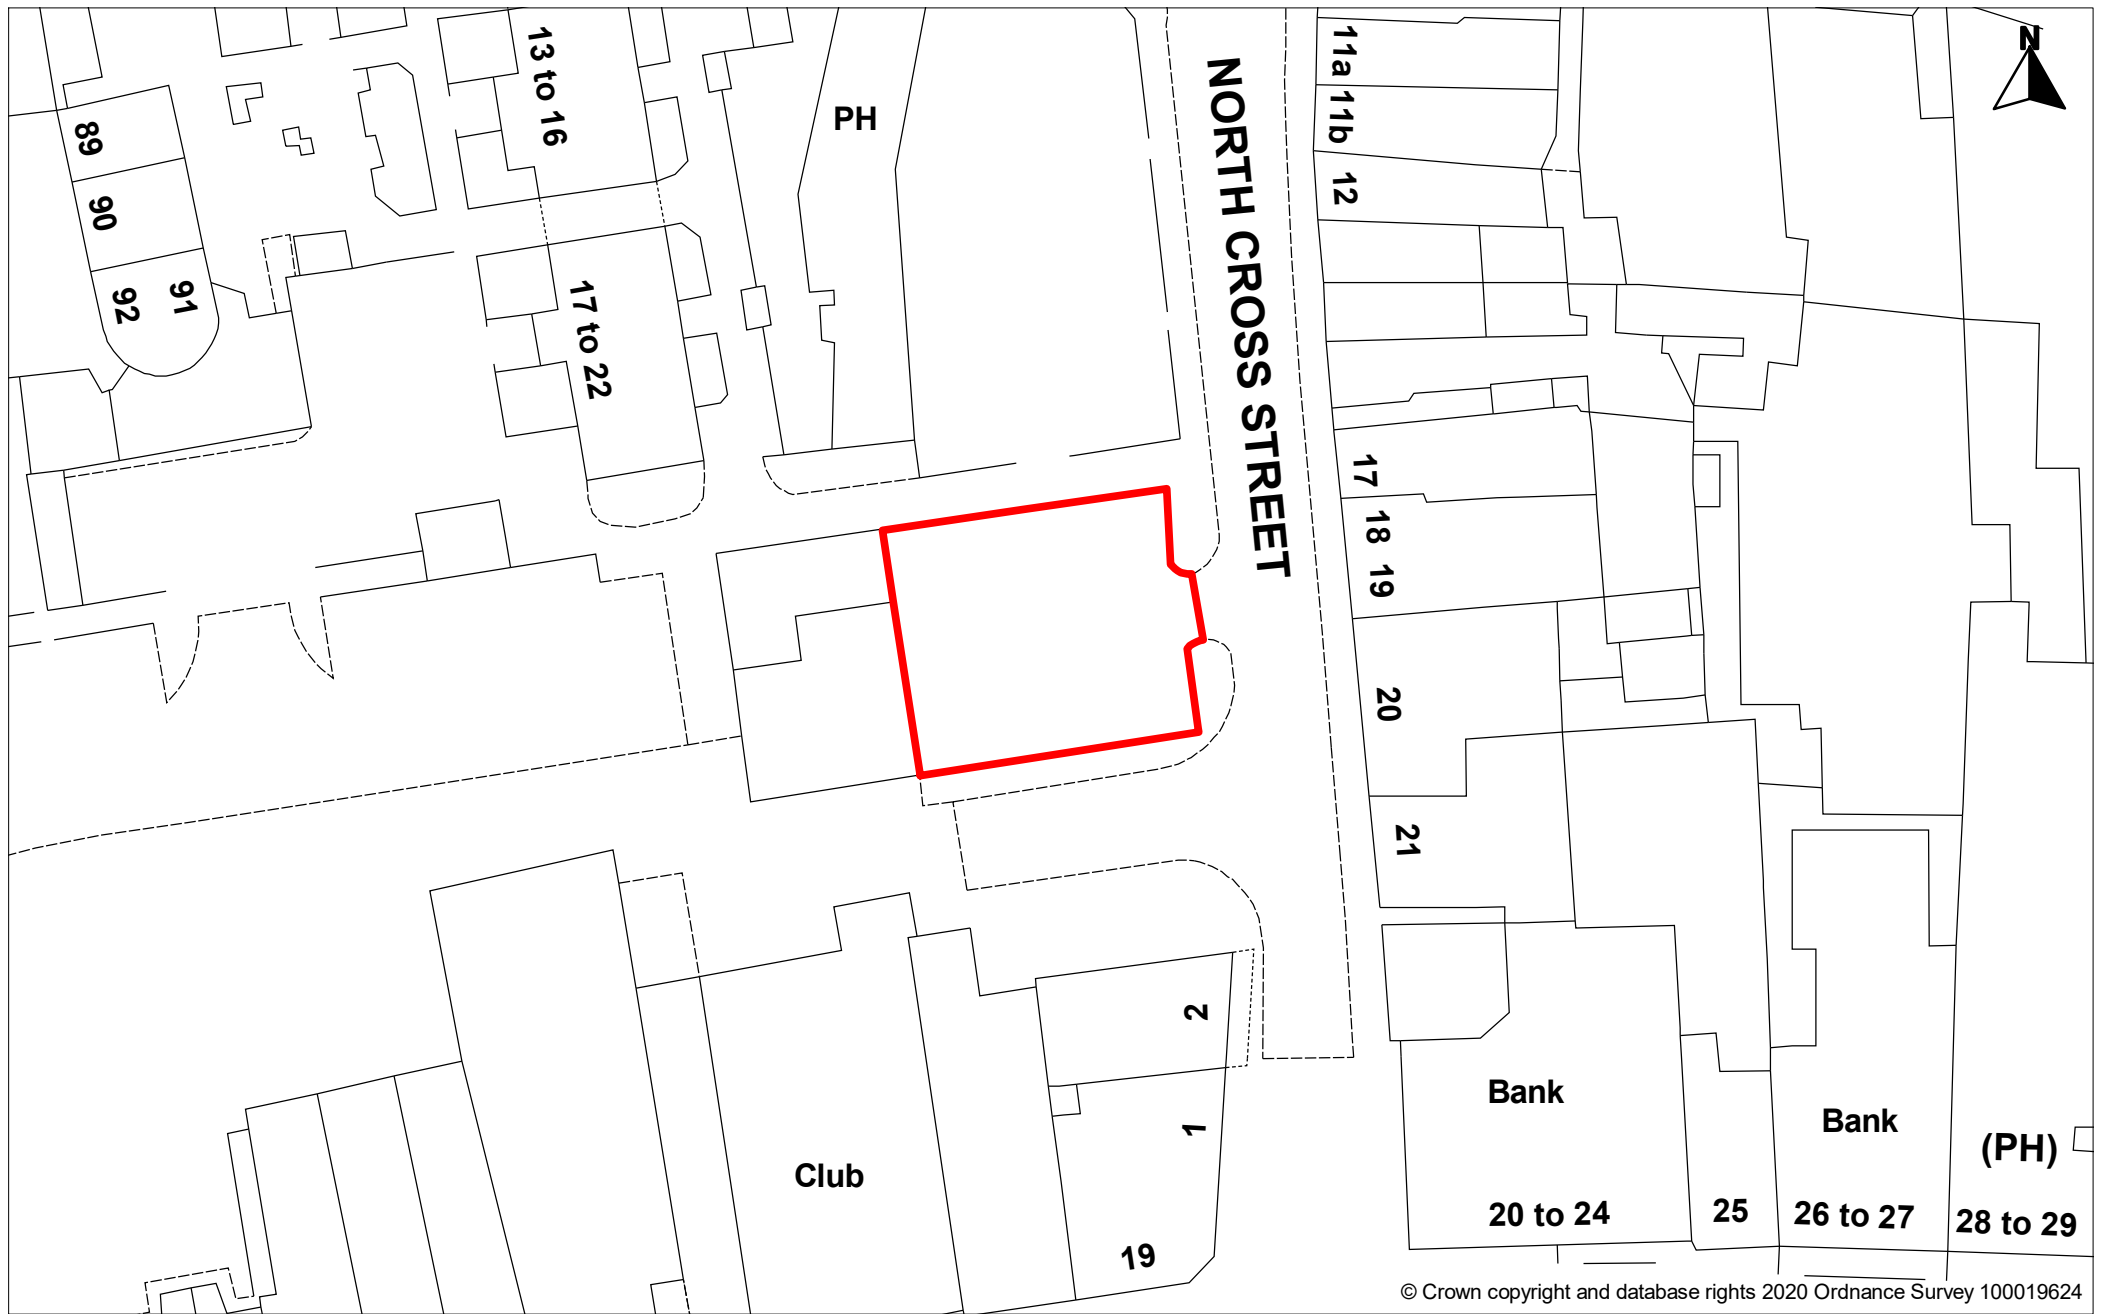 N
13 to 16
PH
NORTH CROSS STREET
11a
11b
12
89
90
91
92
17 to 22
17
18
19
20
21
2
1
19
Club
Bank
Bank
(PH)
20 to 24
25
26 to 27
28 to 29
© Crown copyright and database rights 2020 Ordnance Survey 100019624